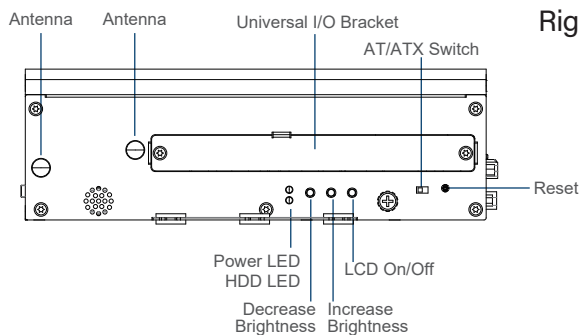 Antenna
Antenna
Universal I/O Bracket
Rig
AT/ATX Switch
Reset
Power LED
HDD LED
LCD On/Off
Decrease
Brightness
Increase
Brightness